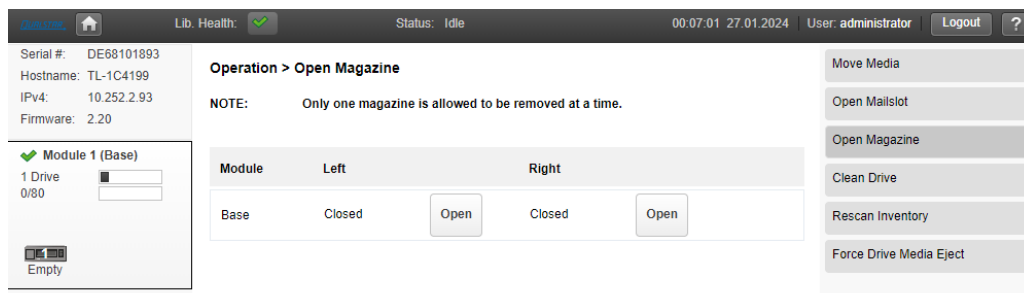 Lib. Health: Status: Idle 00:07:01 27.01.2024 User: administrator Logout ?
Serial #: DE68101893
Hostname: TL-1C4199
IPv4: 10.252.2.93
Firmware: 2.20
Module 1 (Base)
1 Drive
0/80
1
Empty
Operation > Open Magazine
NOTE: Only one magazine is allowed to be removed at a time.
Module Left Right
Base Closed Open Closed Open
Move Media
Open Mailslot
Open Magazine
Clean Drive
Rescan Inventory
Force Drive Media Eject